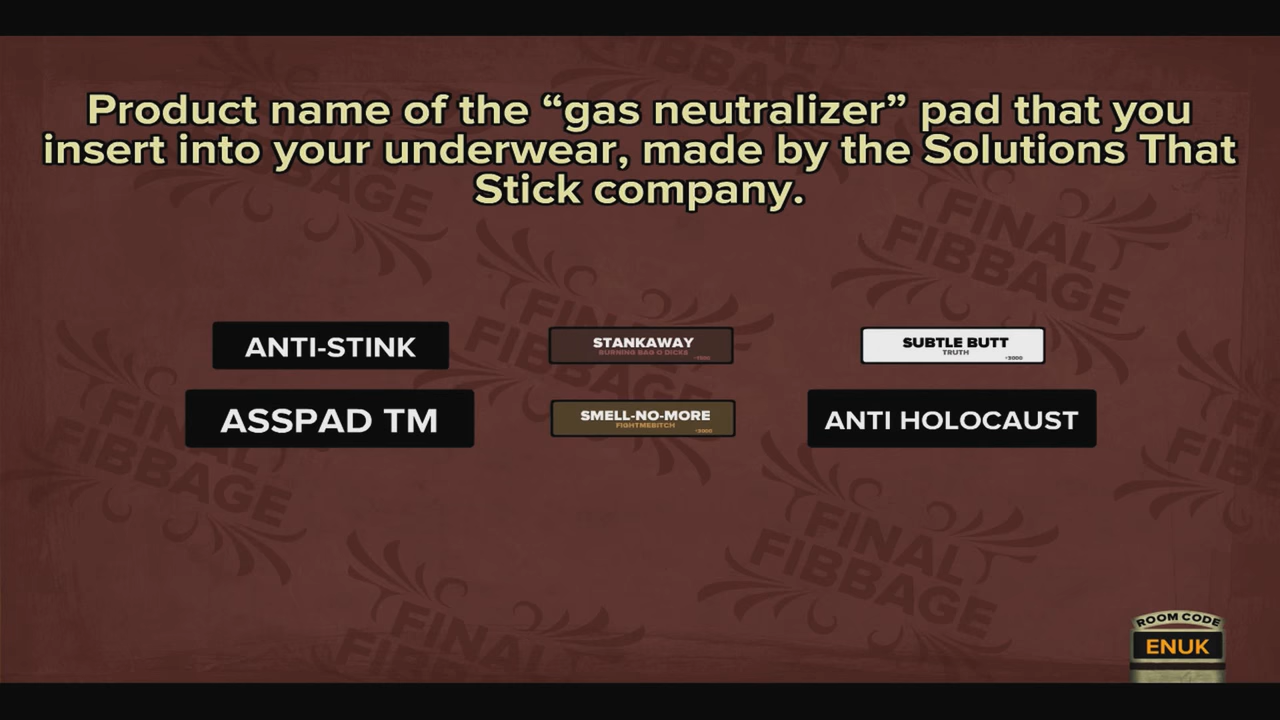 Product name of the “gas neutralizer” pad that you
insert into your underwear, made by the Solutions That
Stick company.
ANTI-STINK
STANKAWAY
BURNING BAG O DICKS
SUBTLE BUTT
TRUTH
+3000
ASSPAD TM
SMELL-NO-MORE
FIGHTMEBITCH
ANTI HOLOCAUST
FINAL
FIBBAGE
ROOM CODE
ENUK